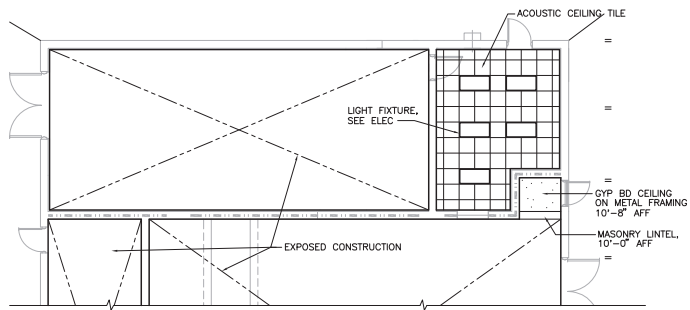 ACOUSTIC CEILING TILE
LIGHT FIXTURE,
SEE ELEC
GYP BD CEILING
ON METAL FRAMING
10'-8" AFF
MASONRY LINTEL,
10'-0" AFF
EXPOSED CONSTRUCTION